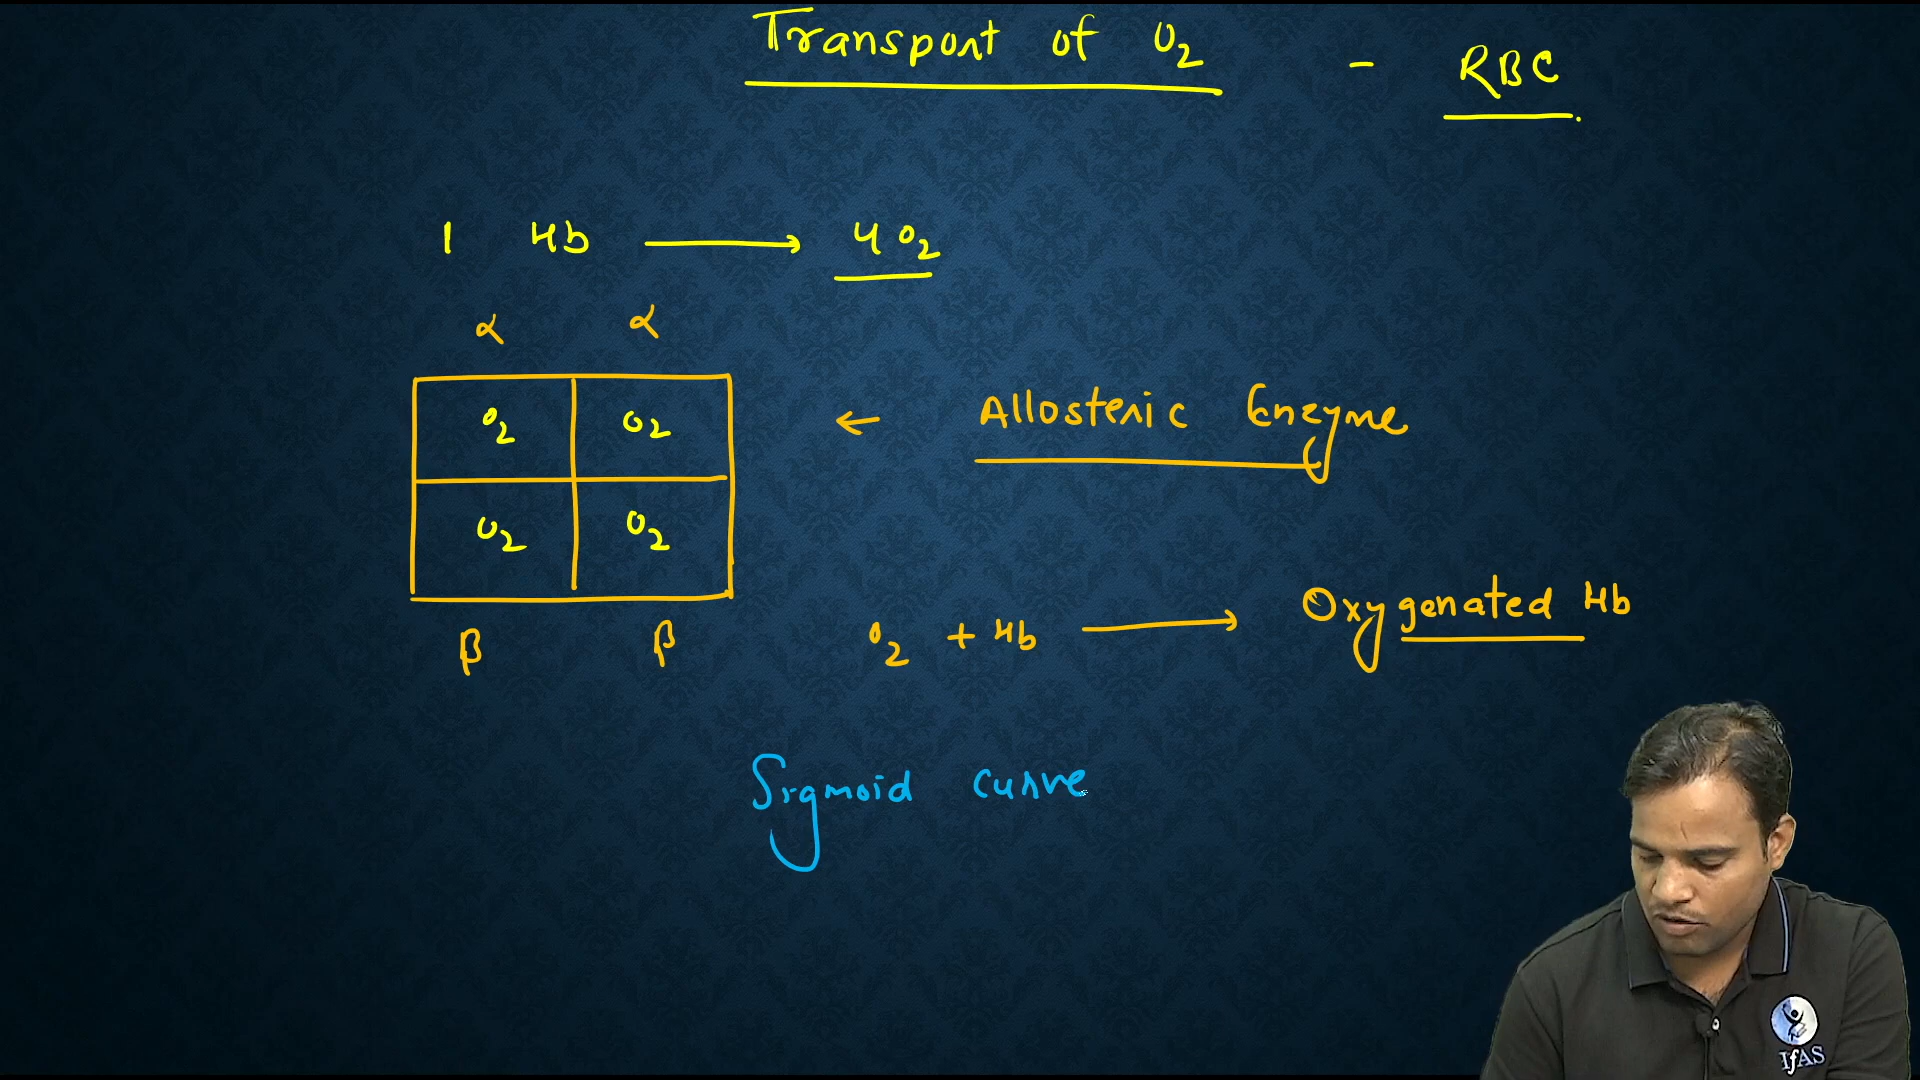 Transport of O2 - RBC
1 Hb → 4 O2
α α
O2 O2
← Allosteric Enzyme
O2 O2
β β
O2 + Hb → Oxygenated Hb
Sigmoid curve
IFAS